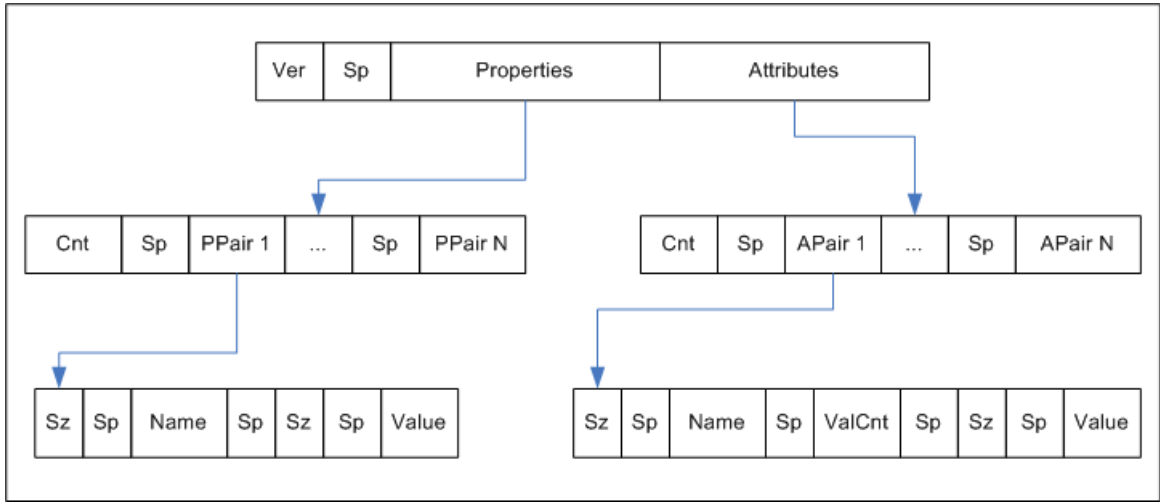 Ver Sp Properties Attributes
Cnt Sp PPair 1 ... Sp PPair N
Cnt Sp APair 1 ... Sp APair N
Sz Sp Name Sp Sz Sp Value
Sz Sp Name Sp ValCnt Sp Sz Sp Value